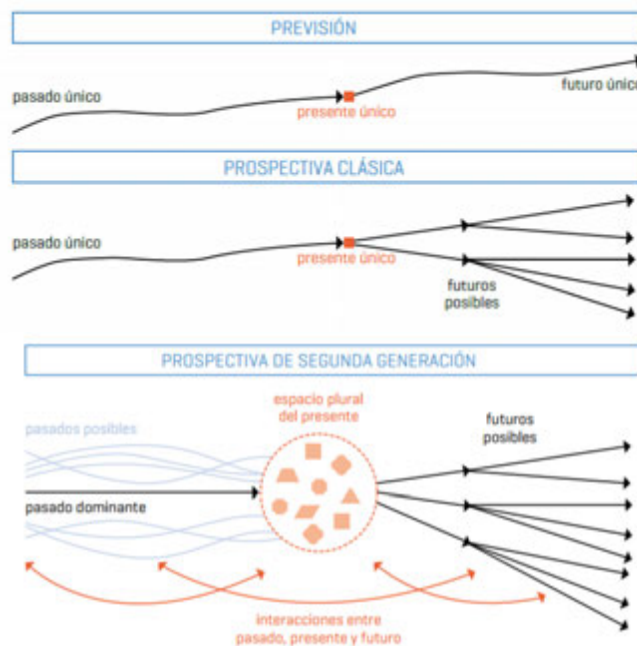 PREVISIÓN
pasado único
presente único
futuro único
PROSPECTIVA CLÁSICA
pasado único
presente único
futuros
posibles
PROSPECTIVA DE SEGUNDA GENERACIÓN
espacio plural
del presente
pasados posibles
futuros
posibles
pasado dominante
interacciones entre
pasado, presente y futuro